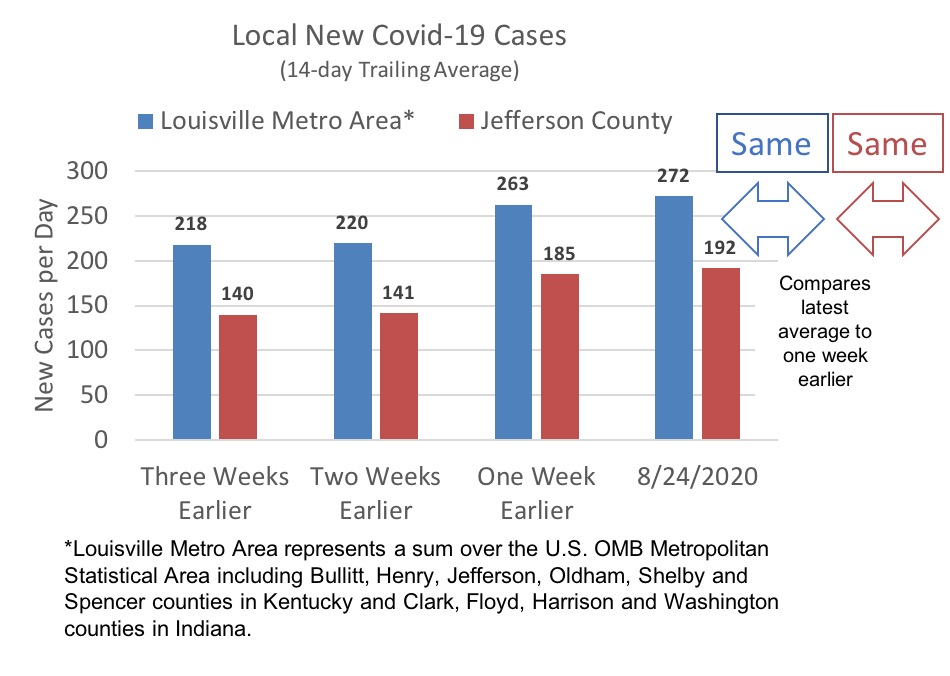 Local New Covid-19 Cases
(14-day Trailing Average)
Louisville Metro Area*
Jefferson County
Same
Same
New Cases per Day
300
250
200
150
100
50
0
218
140
220
141
263
185
272
192
Compares
latest
average to
one week
earlier
Three Weeks
Earlier
Two Weeks
Earlier
One Week
Earlier
8/24/2020
*Louisville Metro Area represents a sum over the U.S. OMB Metropolitan
Statistical Area including Bullitt, Henry, Jefferson, Oldham, Shelby and
Spencer counties in Kentucky and Clark, Floyd, Harrison and Washington
counties in Indiana.